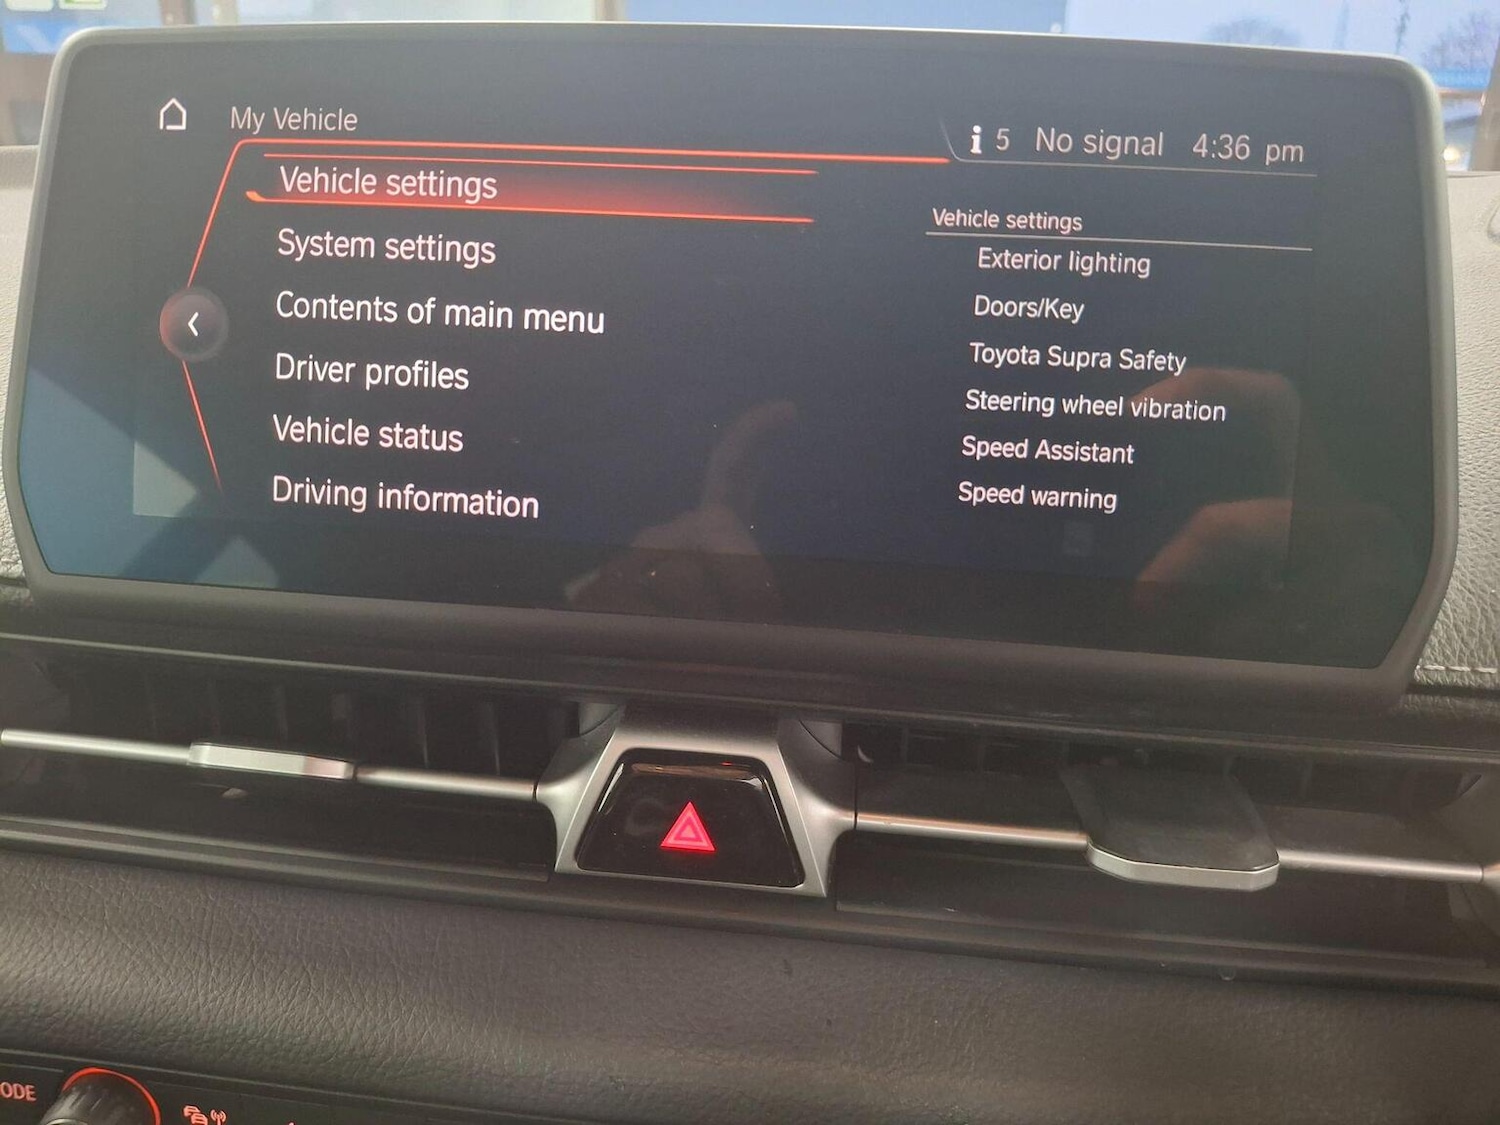 My Vehicle
i 5 No signal 4:36 pm
Vehicle settings
System settings
Contents of main menu
Driver profiles
Vehicle status
Driving information
Vehicle settings
Exterior lighting
Doors/Key
Toyota Supra Safety
Steering wheel vibration
Speed Assistant
Speed warning
ODE